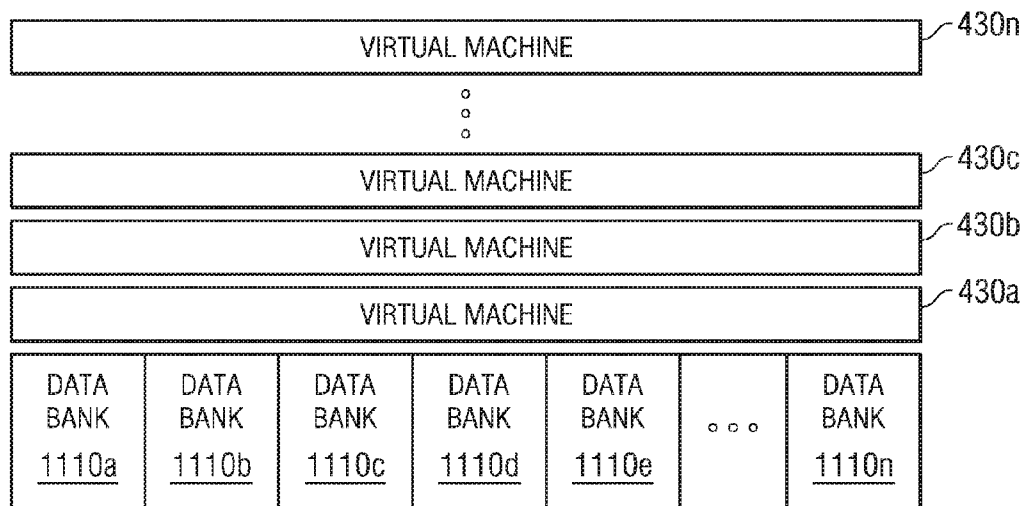 VIRTUAL MACHINE 430n
VIRTUAL MACHINE 430c
VIRTUAL MACHINE 430b
VIRTUAL MACHINE 430a
DATA BANK 1110a
DATA BANK 1110b
DATA BANK 1110c
DATA BANK 1110d
DATA BANK 1110e
DATA BANK 1110n